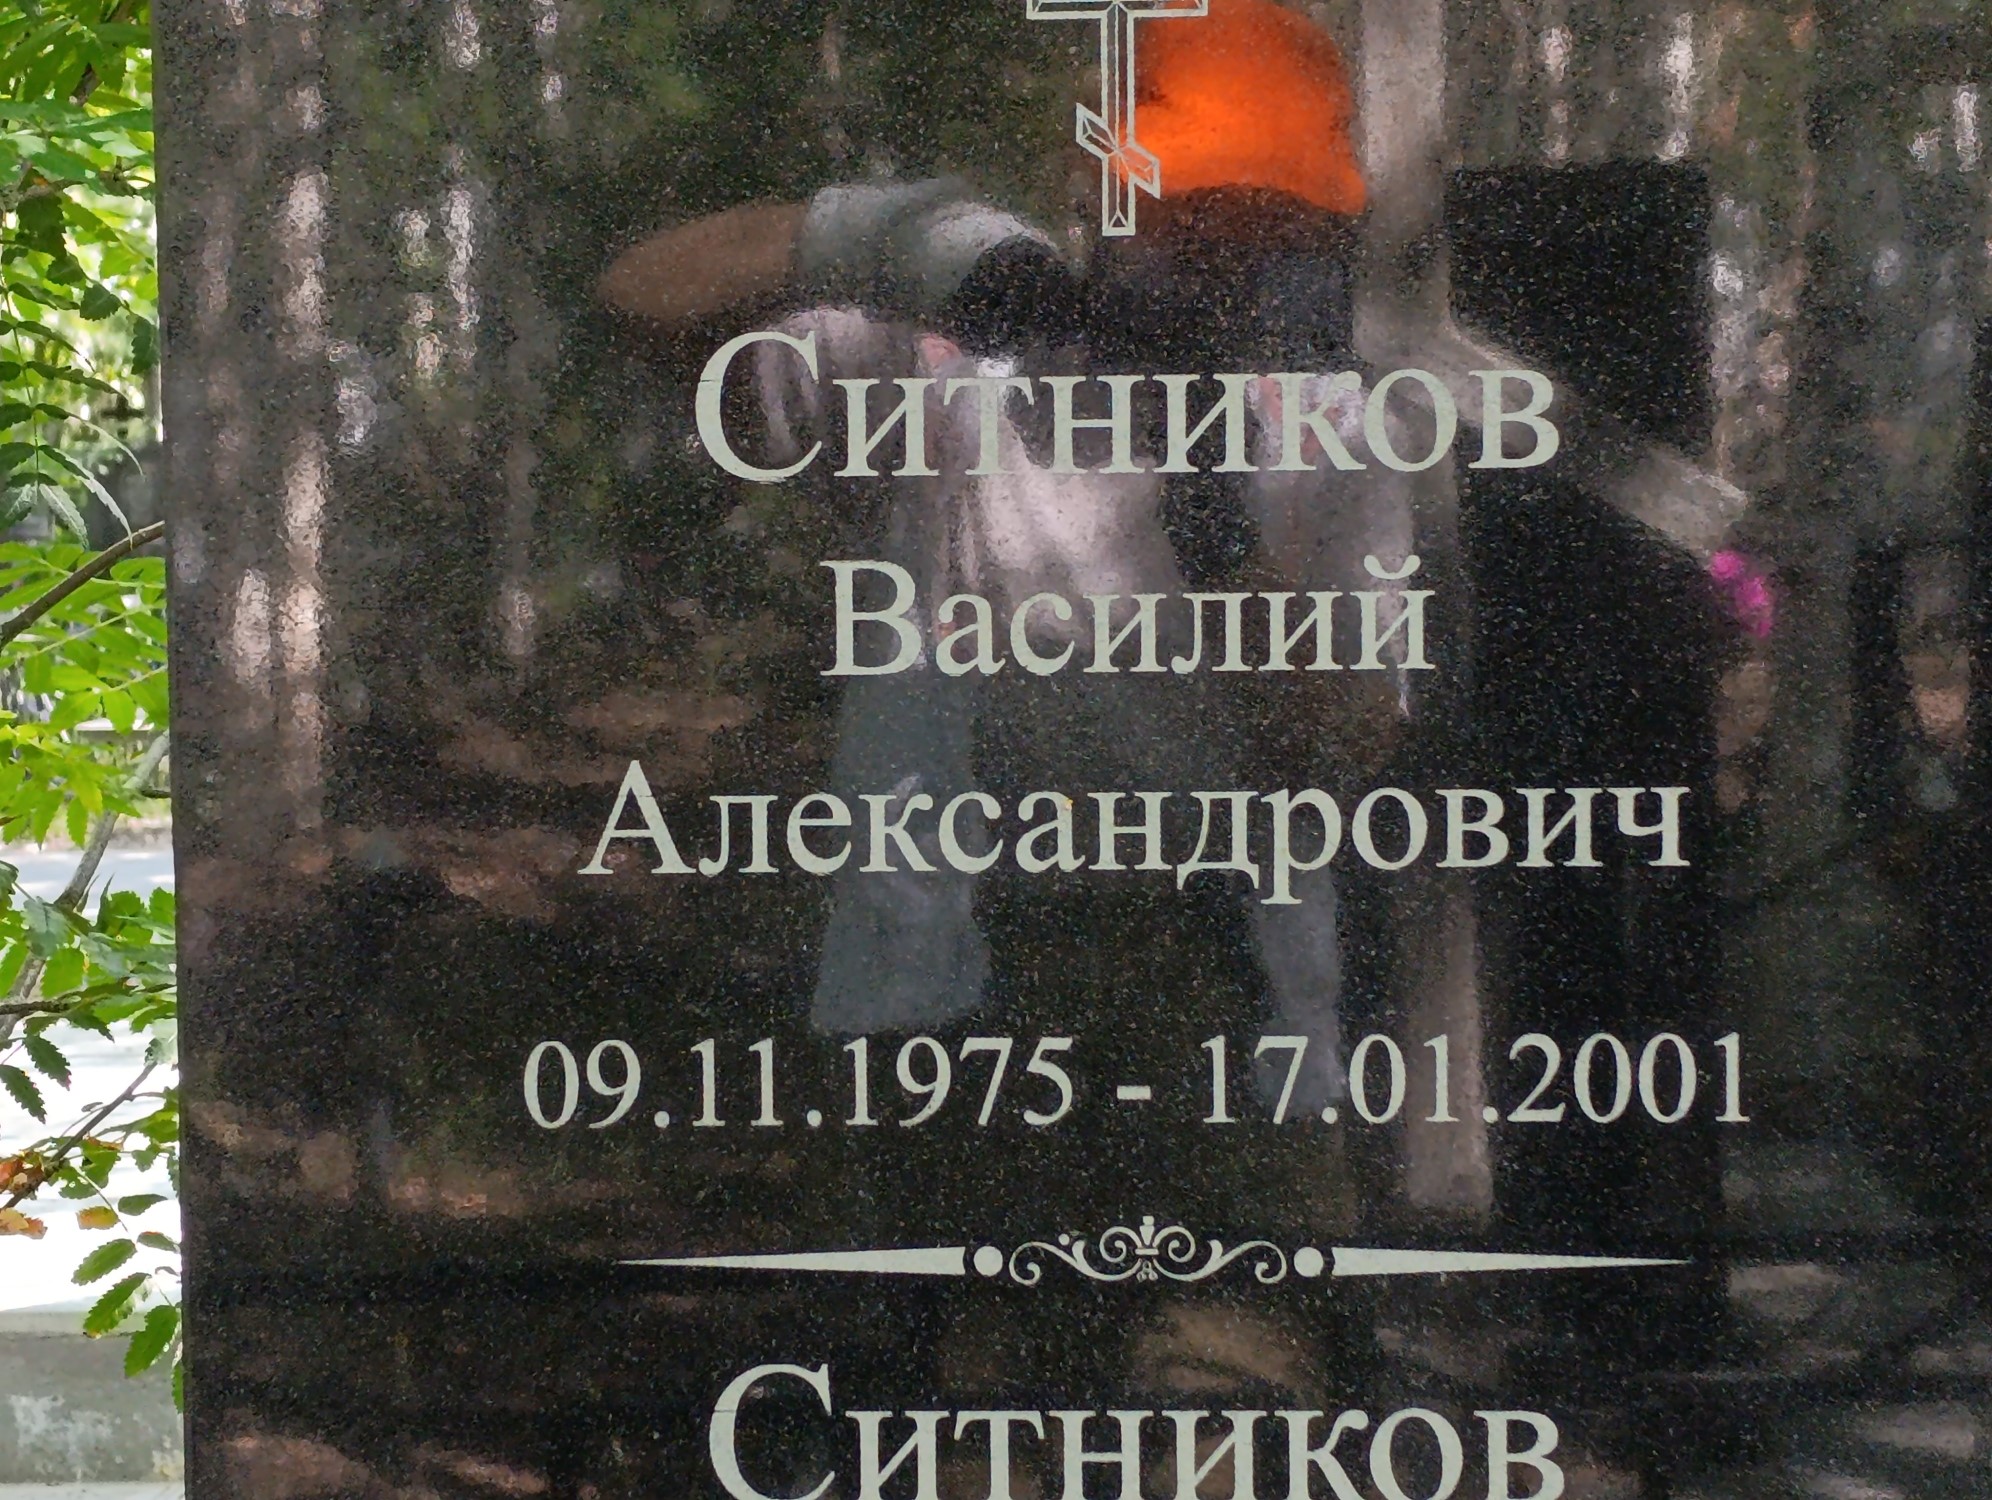 Ситников
Василий
Александрович
09.11.1975 - 17.01.2001
Ситников